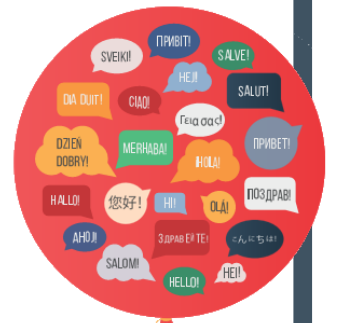 ПРИВІТ!
SVEIKI!
SALVE!
HEJ!
SALUT!
DIA DUIT!
CIAO!
Γεια σας!
DZIEŃ
DOBRY!
MERHABA!
¡HOLA!
ПРИВЕТ!
HALLO!
您好!
HI!
OLÁ!
ПОЗДРАВ!
AHOJ!
ЗДРАВЕЙТЕ!
こんにちは!
SALOM!
HELLO!
HEI!